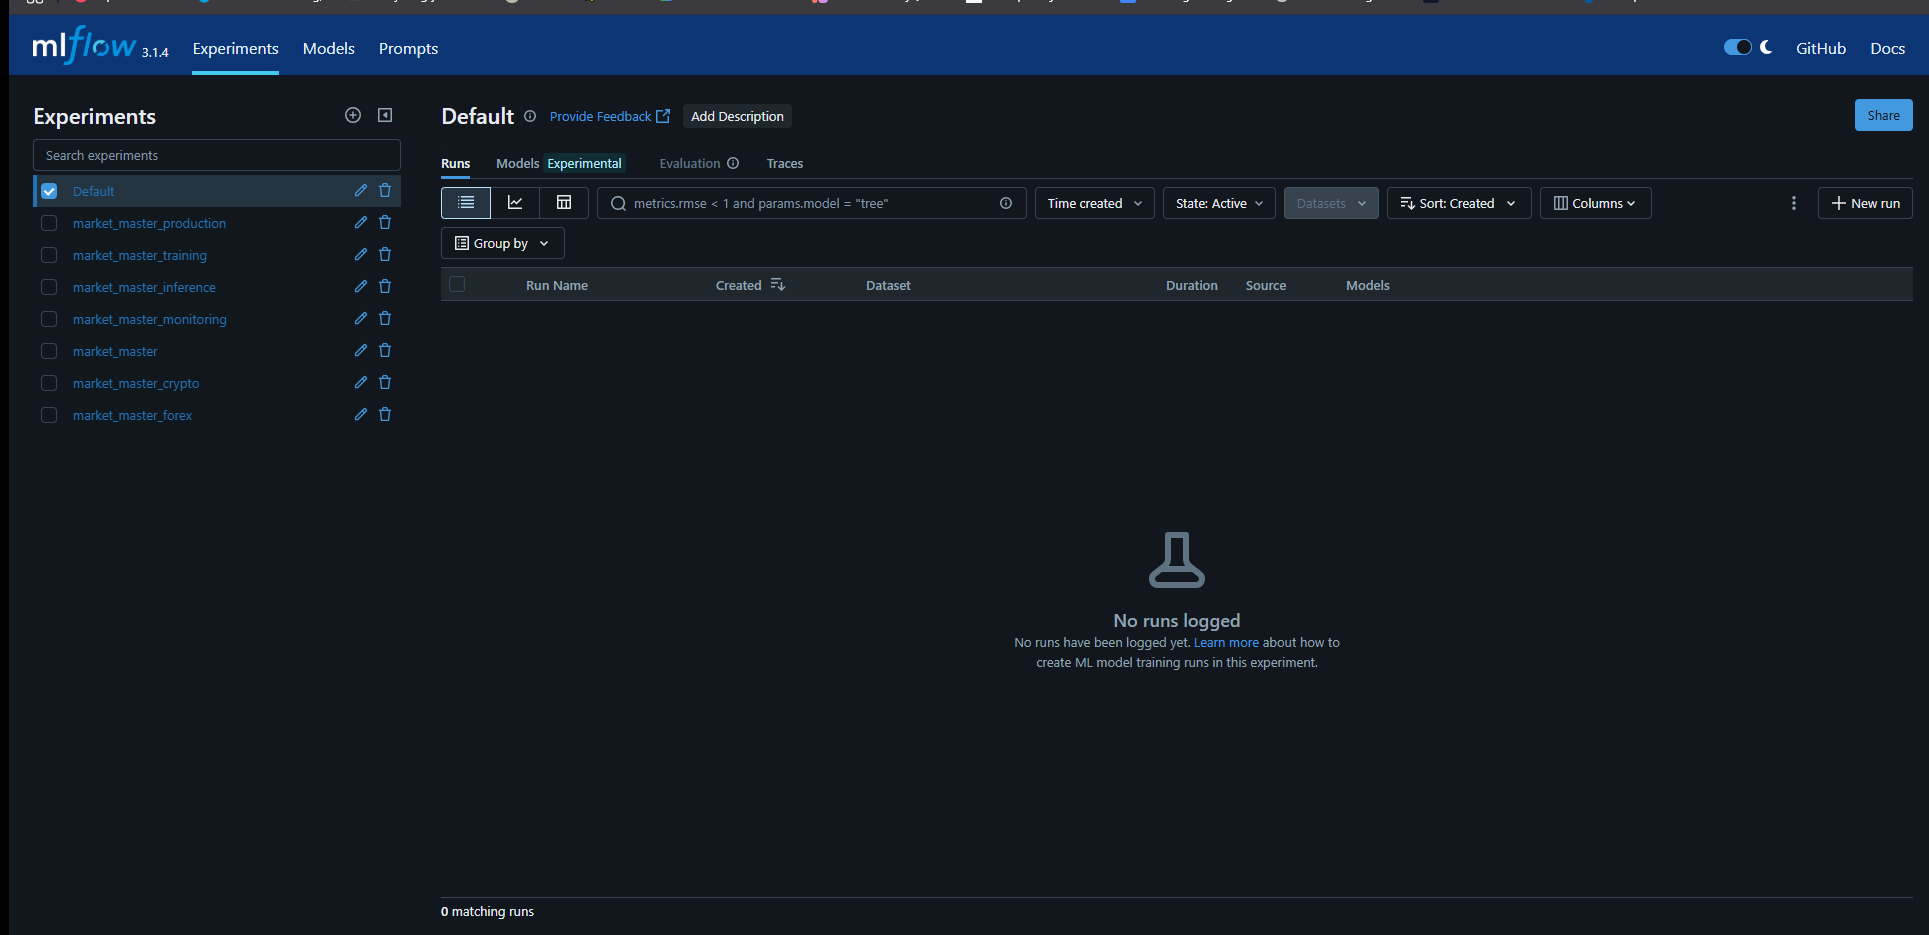 mlflow 3.1.4 Experiments Models Prompts GitHub Docs
Experiments
Search experiments
Default
market_master_production
market_master_training
market_master_inference
market_master_monitoring
market_master
market_master_crypto
market_master_forex
Default Provide Feedback Add Description Share
Runs Models Experimental Evaluation Traces
metrics.rmse < 1 and params.model = "tree" Time created State: Active Datasets Sort: Created Columns New run
Group by
Run Name Created Dataset Duration Source Models
No runs logged
No runs have been logged yet. Learn more about how to
create ML model training runs in this experiment.
0 matching runs